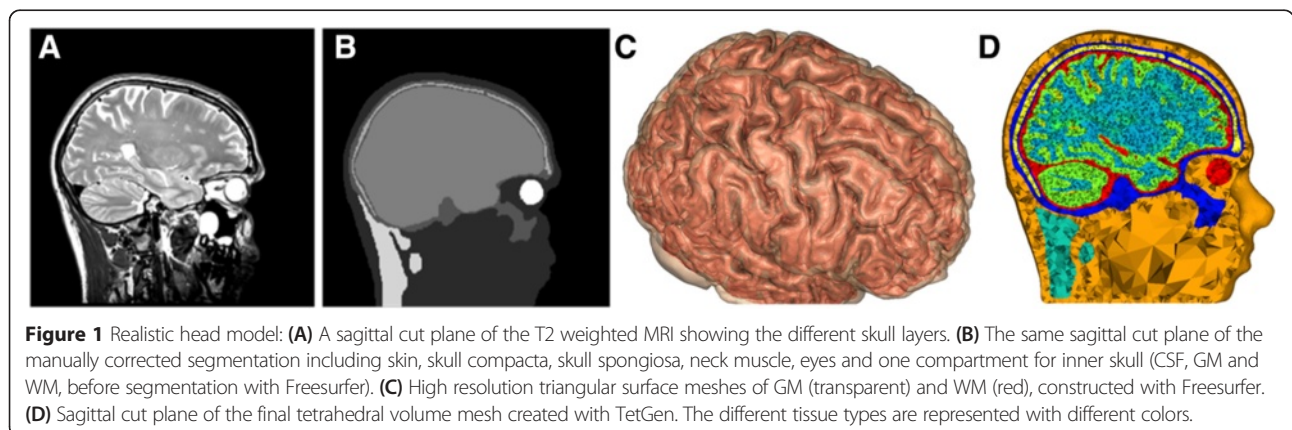 A
B
C
D
Figure 1 Realistic head model: (A) A sagittal cut plane of the T2 weighted MRI showing the different skull layers. (B) The same sagittal cut plane of the
manually corrected segmentation including skin, skull compacta, skull spongiosa, neck muscle, eyes and one compartment for inner skull (CSF, GM and
WM, before segmentation with Freesurfer). (C) High resolution triangular surface meshes of GM (transparent) and WM (red), constructed with Freesurfer.
(D) Sagittal cut plane of the final tetrahedral volume mesh created with TetGen. The different tissue types are represented with different colors.